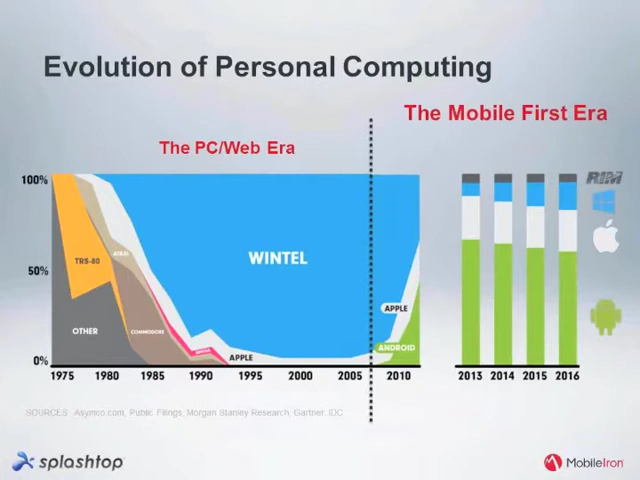 Evolution of Personal Computing
The Mobile First Era
The PC/Web Era
100%
50%
0%
TRS-80
OTHER
ATARI
COMMODORE
WINTEL
APPLE
APPLE
ANDROID
1975 1980 1985 1990 1995 2000 2005 2010
2013 2014 2015 2016
RIM
SOURCES: Asymco.com, Public Filings, Morgan Stanley Research, Gartner, IDC
splashtop
MobileIron